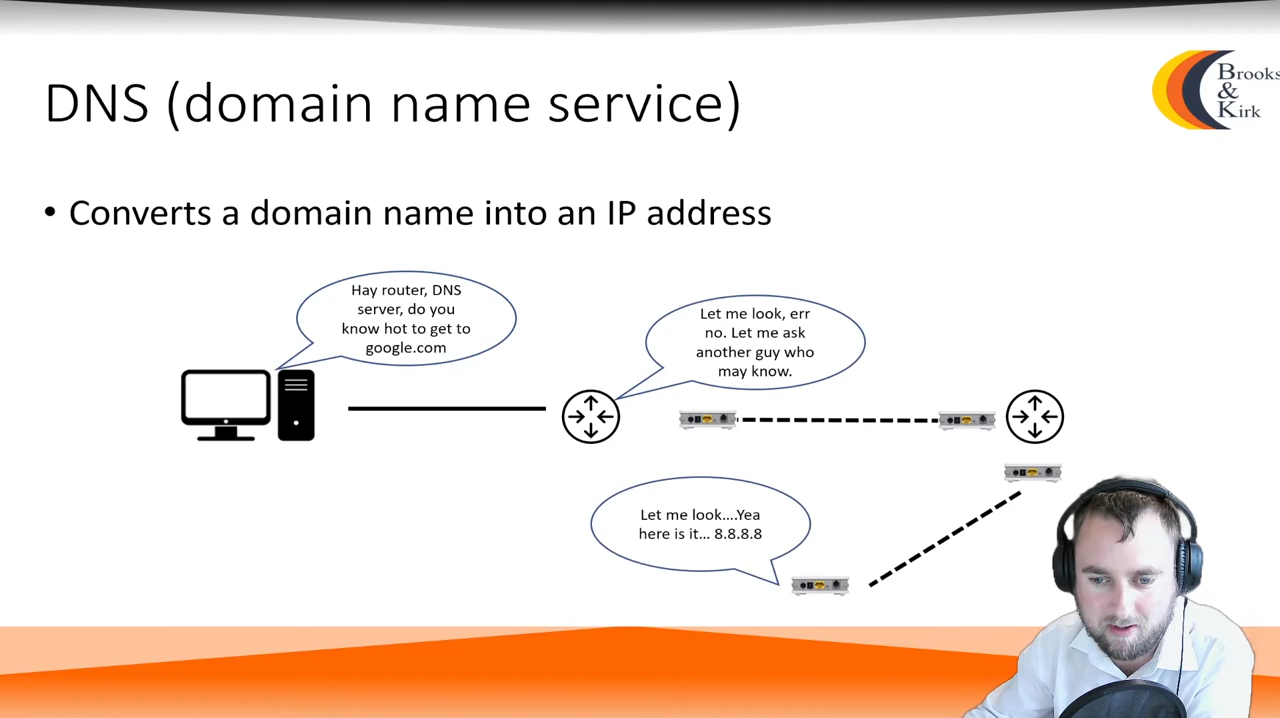 DNS (domain name service)
Brooks
&
Kirk
• Converts a domain name into an IP address
Hay router, DNS
server, do you
know hot to get to
google.com
Let me look, err
no. Let me ask
another guy who
may know.
Let me look....Yea
here is it... 8.8.8.8